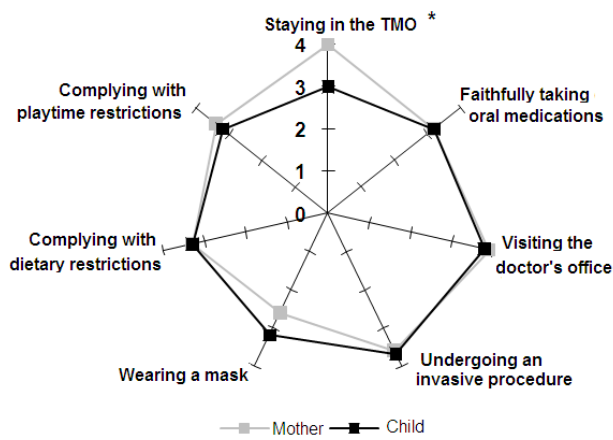 Staying in the TMO *
4
3
2
1
0
Faithfully taking
oral medications
Visiting the
doctor's office
Undergoing an
invasive procedure
Wearing a mask
Complying with
dietary restrictions
Complying with
playtime restrictions
Mother
Child